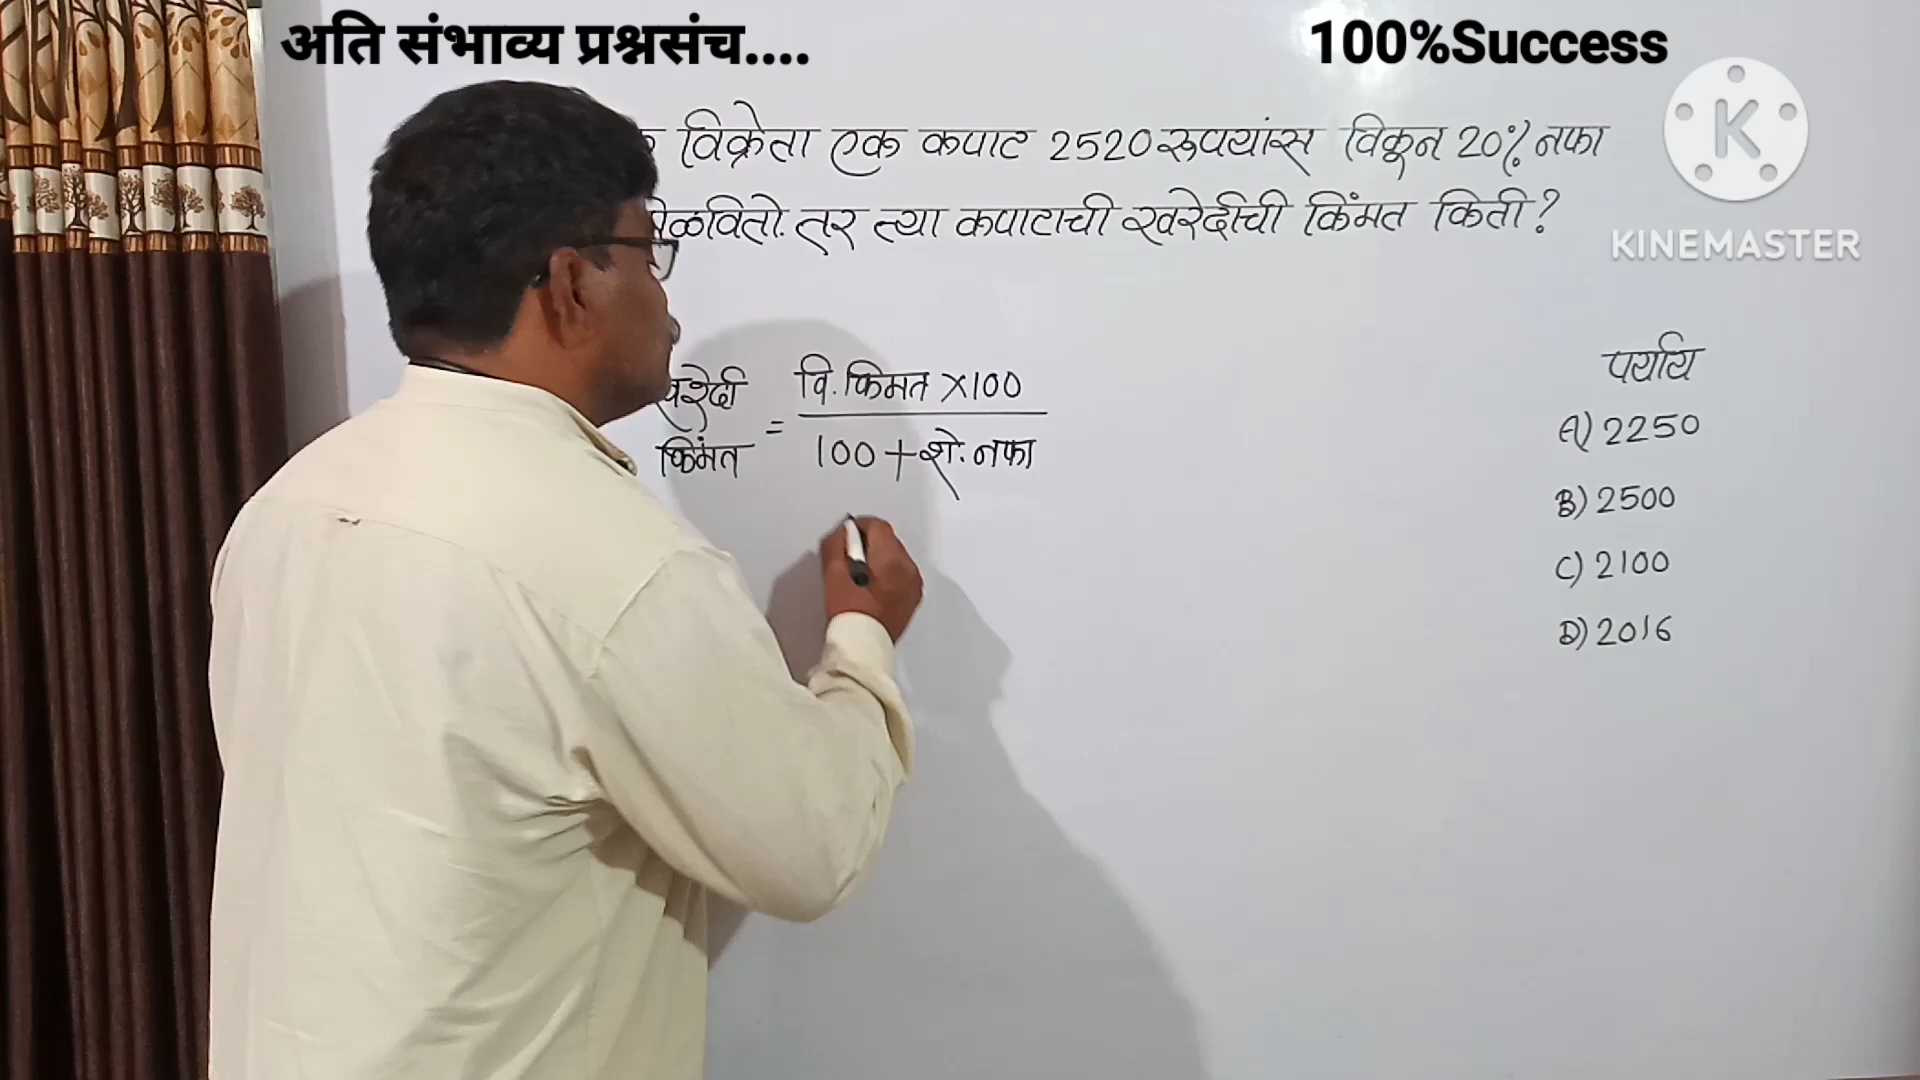 अति संभाव्य प्रश्नसंच....
100%Success
विक्रेता एक कपाट 2520 रुपयांस विकून 20% नफा
मेळवितो. तर त्या कपाटाची खरेदीची किंमत किती?
KINEMASTER
खरेदी किंमत = वि. किंमत ×100
100 + शे. नफा
पर्याय
A) 2250
B) 2500
C) 2100
D) 2016